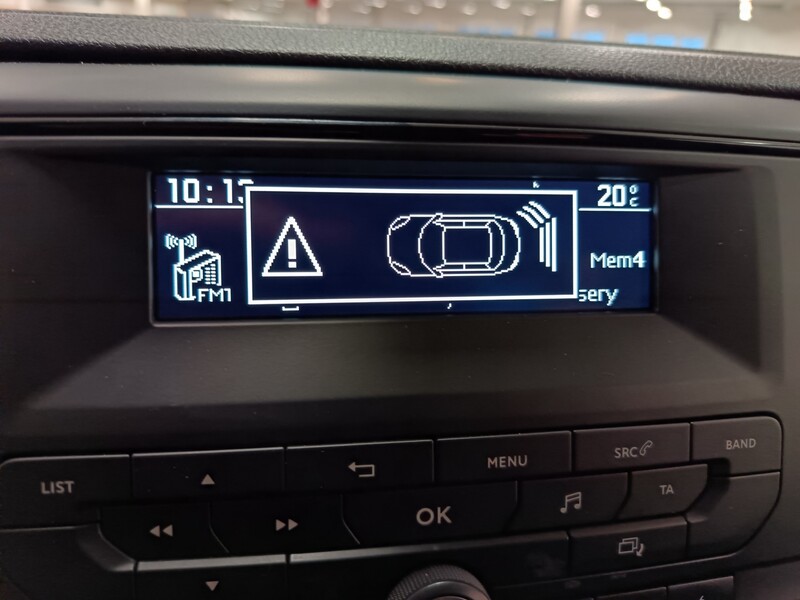 10:1
20°C
FM1
Mem4
sery
LIST
MENU
SRC
BAND
OK
TA